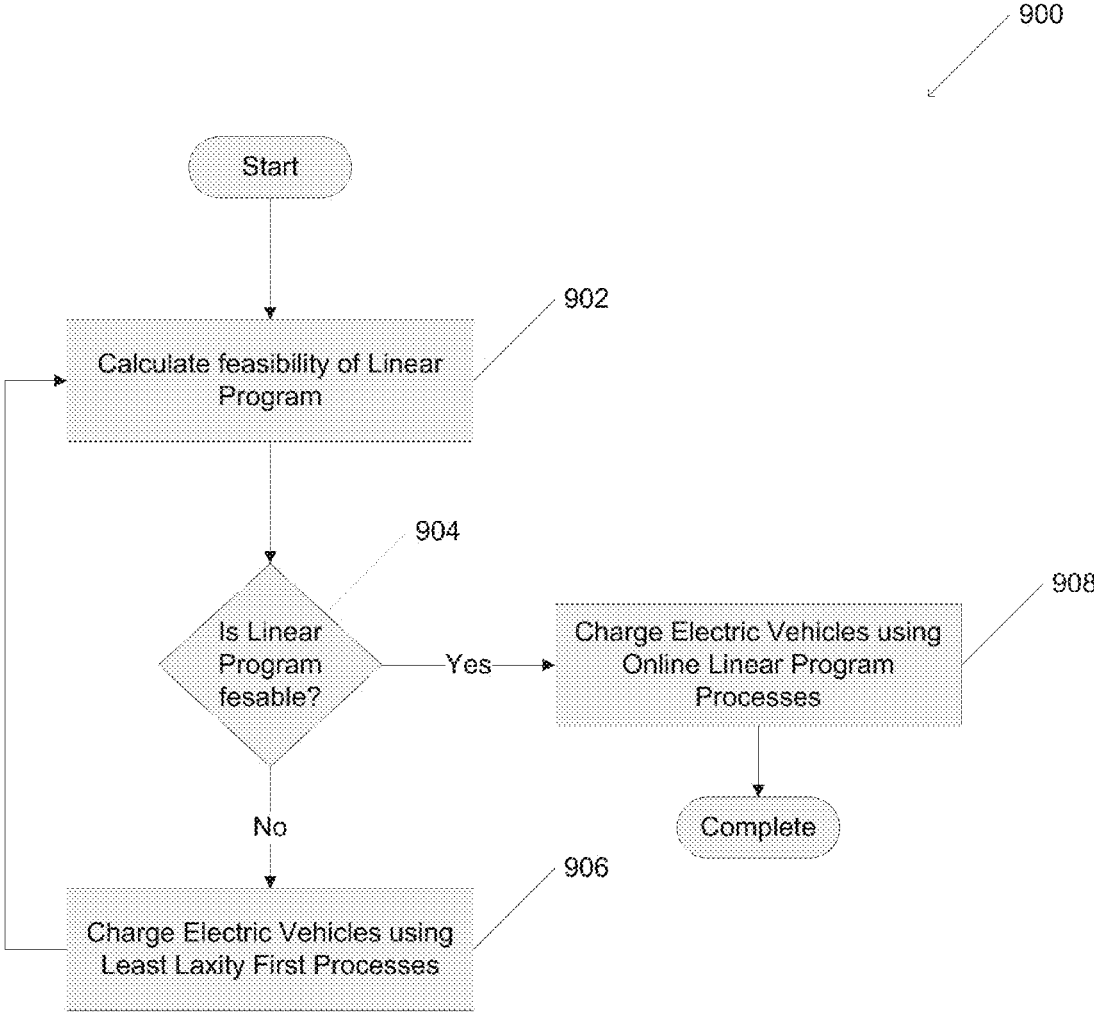 900
Start
902
Calculate feasibility of Linear
Program
904
Is Linear
Program
fesable?
Yes
908
Charge Electric Vehicles using
Online Linear Program
Processes
No
Complete
906
Charge Electric Vehicles using
Least Laxity First Processes